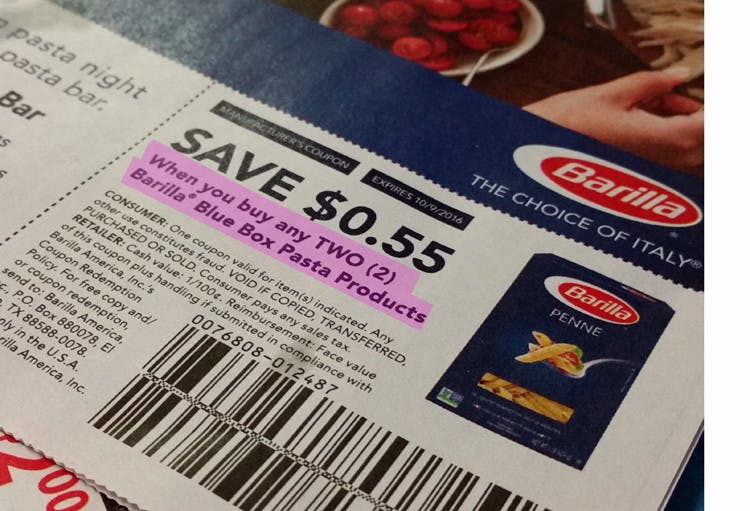 pasta night
pasta bar.
Bar
MANUFACTURER'S COUPON
EXPIRES 10/9/2016
SAVE $0.55
When you buy any TWO (2)
Barilla® Blue Box Pasta Products
CONSUMER: One coupon valid for item(s) indicated. Any
other use constitutes fraud. VOID IF COPIED, TRANSFERRED,
PURCHASED OR SOLD. Consumer pays any sales tax.
RETAILER: Cash value: 1/100¢. Reimbursement: Face value
of this coupon plus handling if submitted in compliance with
Barilla America, Inc.'s
Coupon Redemption
Policy. For free copy and/
or coupon redemption,
send to: Barilla America,
P.O. Box 880078, El
TX 88588-0078.
in the U.S.A.
America, Inc.
0076808-012487
Barilla
®
THE CHOICE OF ITALY®
Barilla
PENNE
00